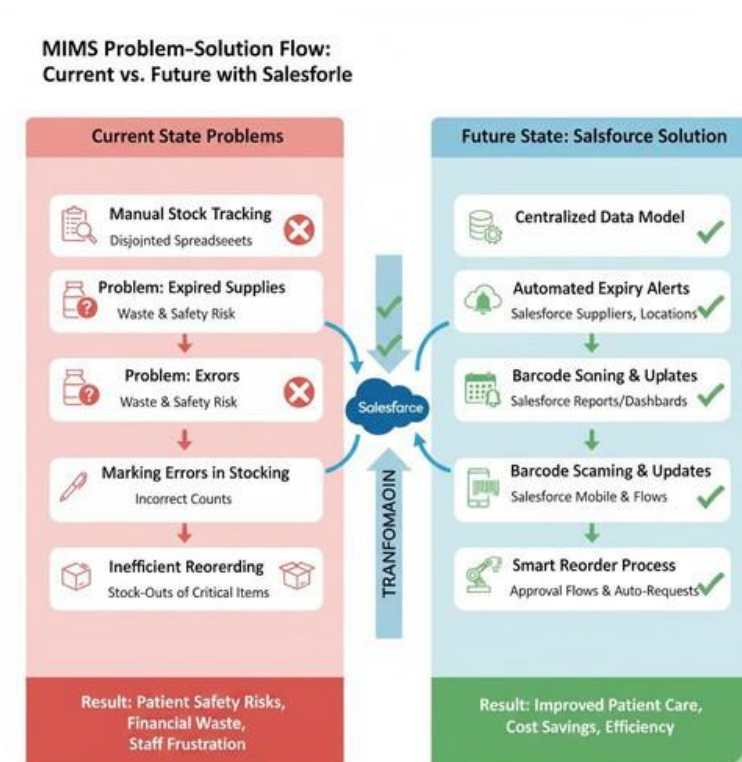 MIMS Problem-Solution Flow:
Current vs. Future with Salesforle
Current State Problems
Manual Stock Tracking
Disjointed Spreadseeets
Problem: Expired Supplies
Waste & Safety Risk
Problem: Exrors
Waste & Safety Risk
Marking Errors in Stocking
Incorrect Counts
Inefficient Reorerding
Stock-Outs of Critical Items
Result: Patient Safety Risks,
Financial Waste,
Staff Frustration
Salesforce
TRANFOMAOIN
Future State: Salsfource Solution
Centralized Data Model
Automated Expiry Alerts
Salesforce Suppliers, Locations
Barcode Soning & Uplates
Salesforce Reports/Dashbards
Barcode Scaming & Updates
Salesforce Mobile & Flows
Smart Reorder Process
Approval Flows & Auto-Requests
Result: Improved Patient Care,
Cost Savings, Efficiency